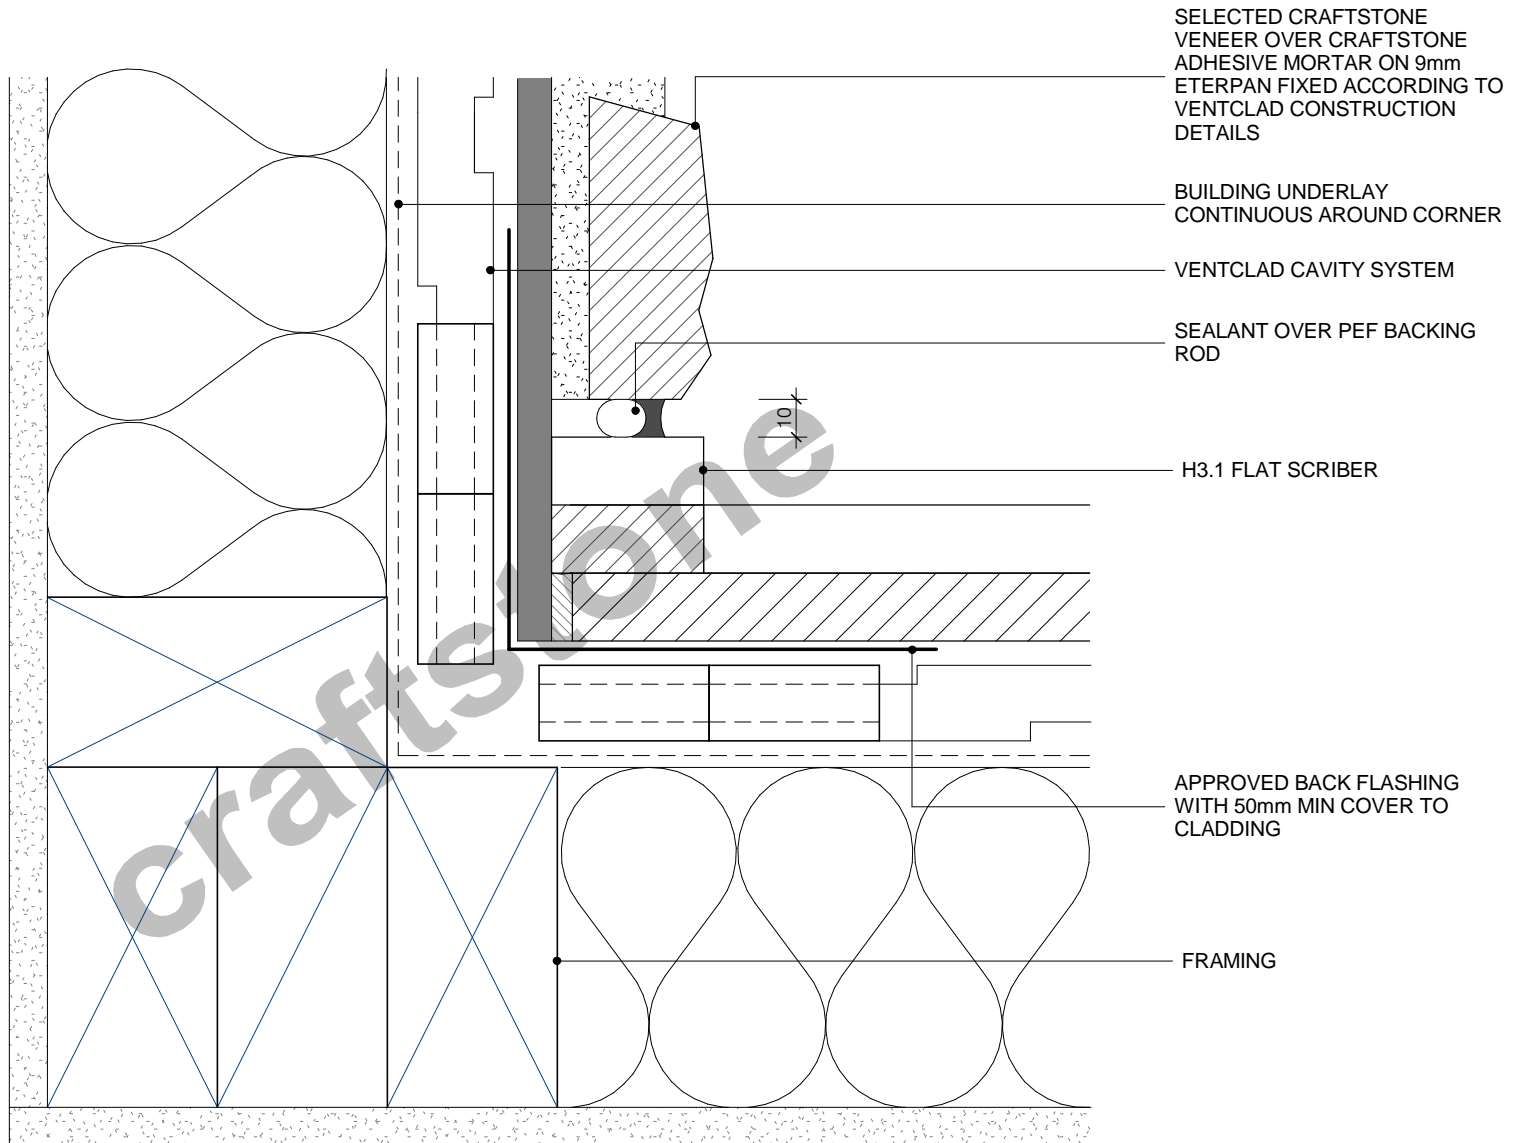 SELECTED CRAFTSTONE
VENEER OVER CRAFTSTONE
ADHESIVE MORTAR ON 9mm
ETERPAN FIXED ACCORDING TO
VENTCLAD CONSTRUCTION
DETAILS
BUILDING UNDERLAY
CONTINUOUS AROUND CORNER
VENTCLAD CAVITY SYSTEM
SEALANT OVER PEF BACKING
ROD
10
H3.1 FLAT SCRIBER
craftstone
APPROVED BACK FLASHING
WITH 50mm MIN COVER TO
CLADDING
FRAMING